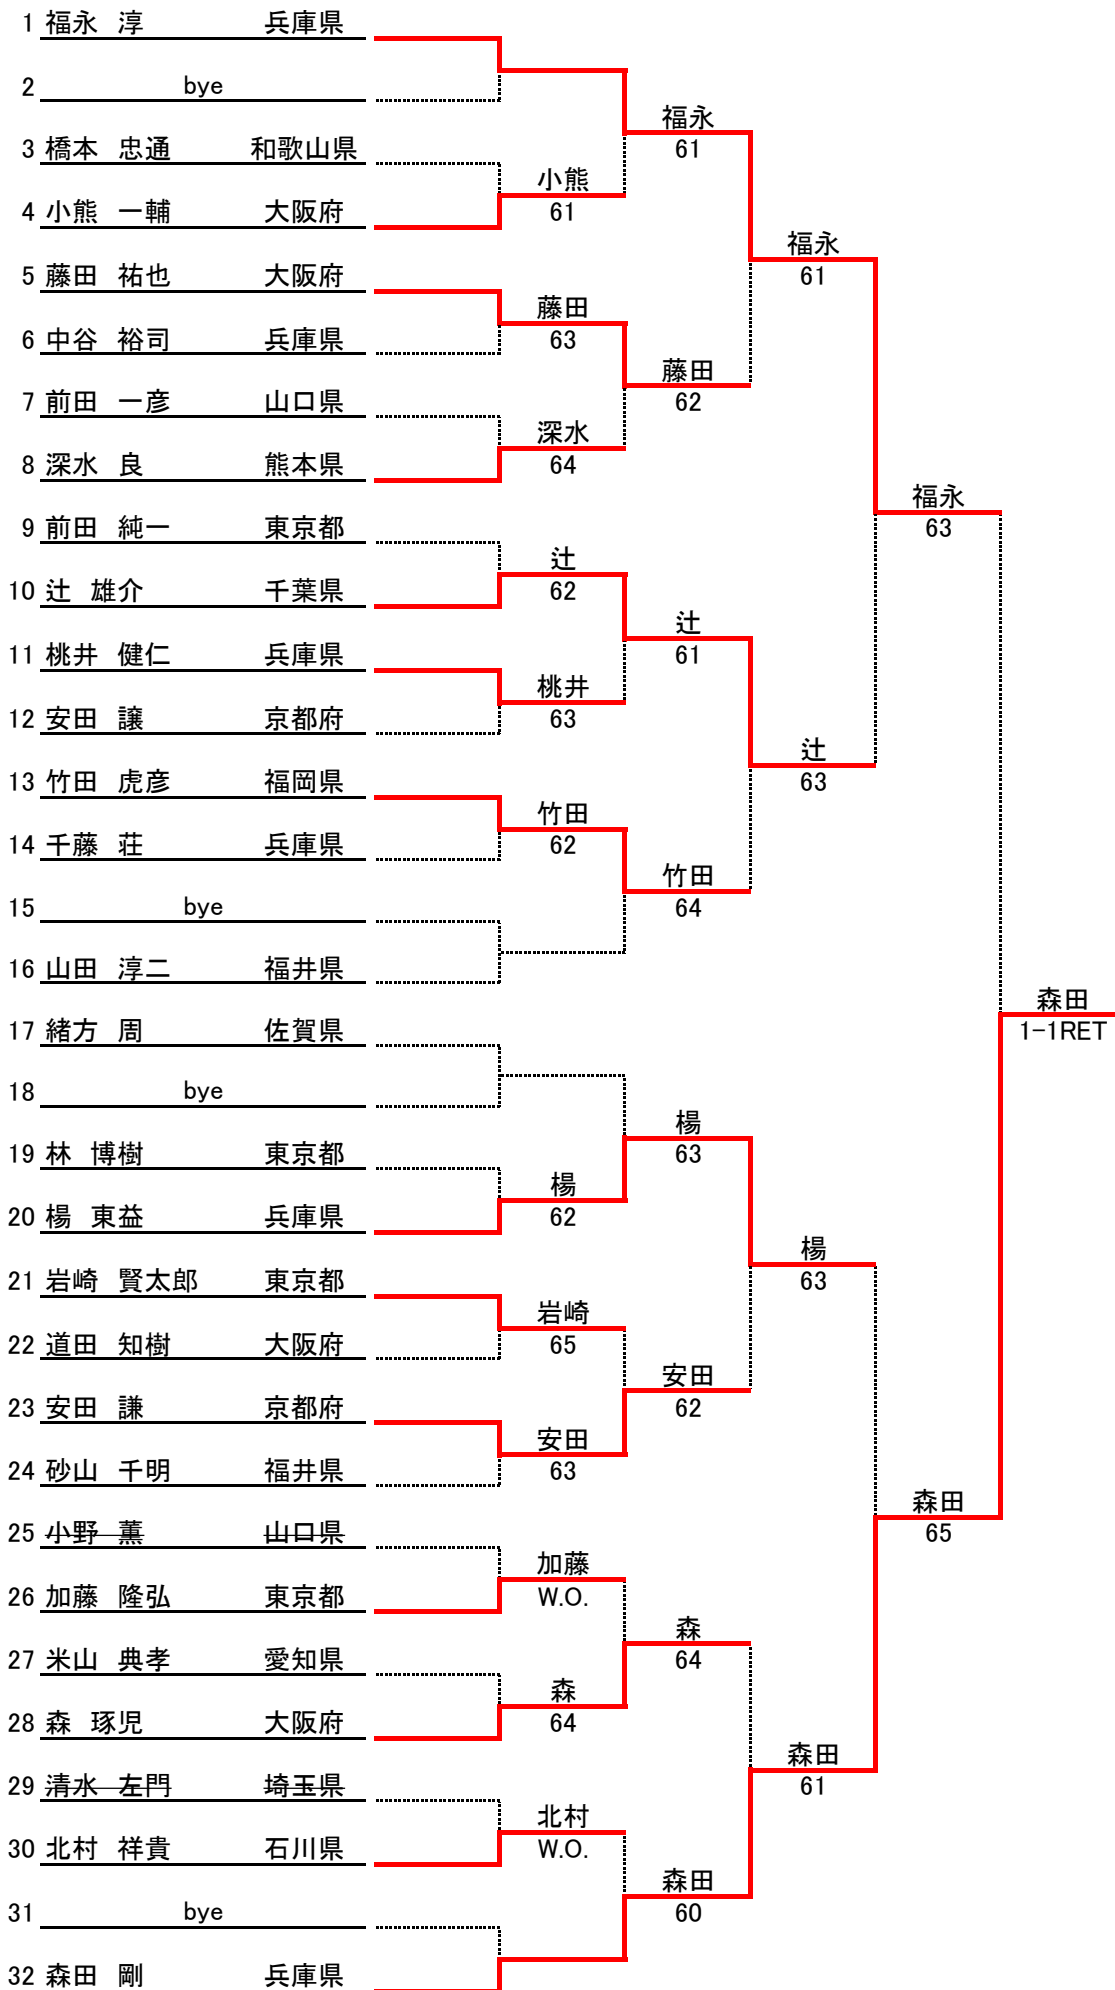 1 福永 淳 兵庫県
2 bye
福永
3 橋本 忠通 和歌山県
61
小熊
4 小熊 一輔 大阪府
61
福永
5 藤田 祐也 大阪府
61
藤田
6 中谷 裕司 兵庫県
63
藤田
7 前田 一彦 山口県
62
深水
8 深水 良 熊本県
64
福永
9 前田 純一 東京都
63
辻
10 辻 雄介 千葉県
62
辻
11 桃井 健仁 兵庫県
61
桃井
12 安田 譲 京都府
63
辻
13 竹田 虎彦 福岡県
63
竹田
14 千藤 荘 兵庫県
62
竹田
15 bye
64
16 山田 淳二 福井県
森田
17 緒方 周 佐賀県
1-1RET
18 bye
楊
19 林 博樹 東京都
63
楊
20 楊 東益 兵庫県
62
楊
21 岩崎 賢太郎 東京都
63
岩崎
22 道田 知樹 大阪府
65
安田
23 安田 謙 京都府
62
安田
24 砂山 千明 福井県
63
森田
25 小野 薫 山口県
65
加藤
26 加藤 隆弘 東京都
W.O.
森
27 米山 典孝 愛知県
64
森
28 森 琢児 大阪府
64
森田
29 清水 左門 埼玉県
61
北村
30 北村 祥貴 石川県
W.O.
森田
31 bye
60
32 森田 剛 兵庫県